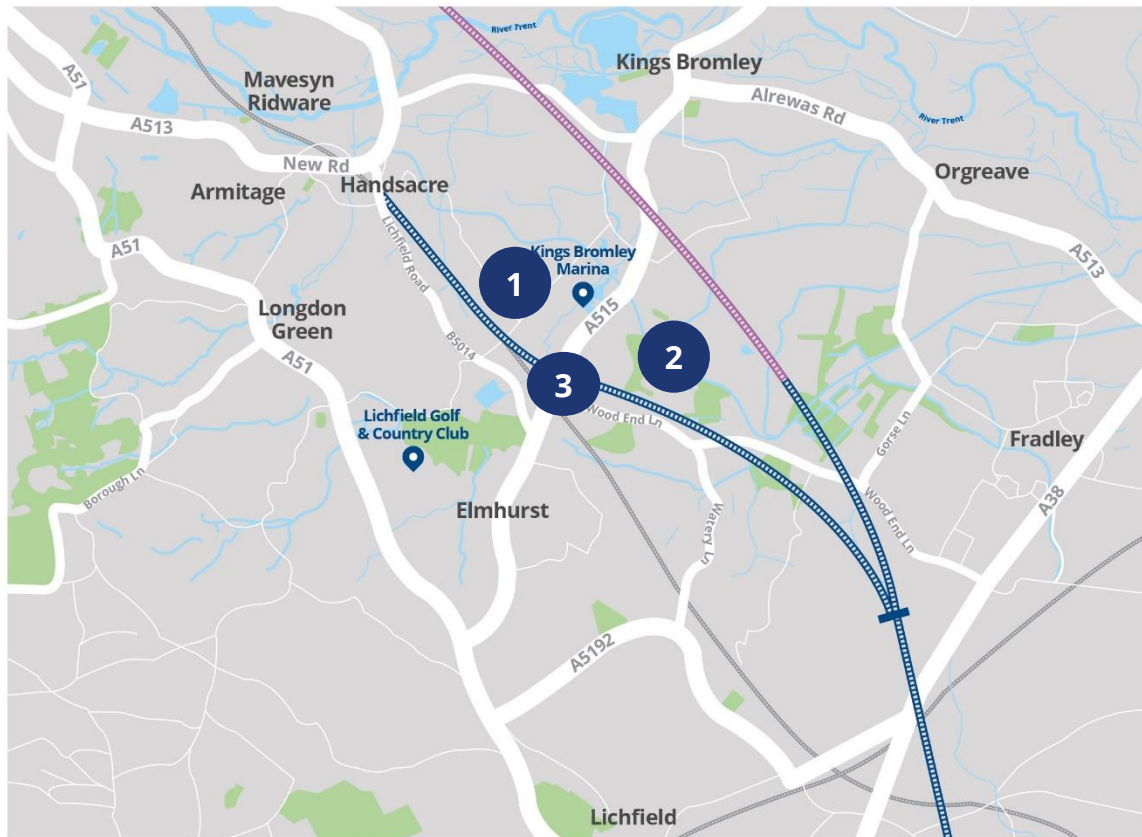 River Trent
A51
Mavesyn
Ridware
Kings Bromley
A513
Alrewas Rd
River Trent
New Rd
Armitage
Handsacre
Orgreave
Lichfield Road
A51
A513
1
Kings Bromley
Marina
Longdon
Green
A515
B5014
2
A51
3
Lichfield Golf
& Country Club
Wood End Ln
Gorse Ln
Fradley
Borough Ln
Elmhurst
Watery Ln
Wood End Ln
A38
A5192
Lichfield